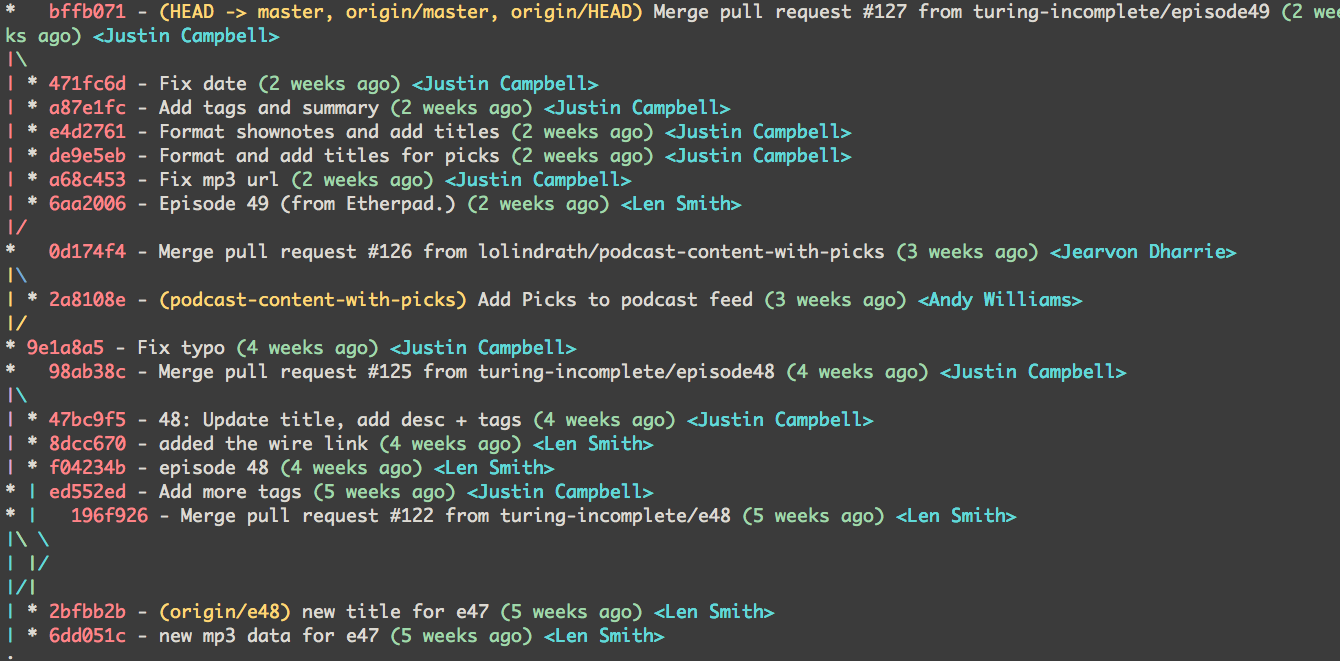 *   bffb071 - (HEAD -> master, origin/master, origin/HEAD) Merge pull request #127 from turing-incomplete/episode49 (2 wee
ks ago) <Justin Campbell>
|\
| * 471fc6d - Fix date (2 weeks ago) <Justin Campbell>
| * a87e1fc - Add tags and summary (2 weeks ago) <Justin Campbell>
| * e4d2761 - Format shownotes and add titles (2 weeks ago) <Justin Campbell>
| * de9e5eb - Format and add titles for picks (2 weeks ago) <Justin Campbell>
| * a68c453 - Fix mp3 url (2 weeks ago) <Justin Campbell>
| * 6aa2006 - Episode 49 (from Etherpad.) (2 weeks ago) <Len Smith>
|/
*   0d174f4 - Merge pull request #126 from lolindrath/podcast-content-with-picks (3 weeks ago) <Jearvon Dharrie>
|\
| * 2a8108e - (podcast-content-with-picks) Add Picks to podcast feed (3 weeks ago) <Andy Williams>
|/
* 9e1a8a5 - Fix typo (4 weeks ago) <Justin Campbell>
*   98ab38c - Merge pull request #125 from turing-incomplete/episode48 (4 weeks ago) <Justin Campbell>
|\
| * 47bc9f5 - 48: Update title, add desc + tags (4 weeks ago) <Justin Campbell>
| * 8dcc670 - added the wire link (4 weeks ago) <Len Smith>
| * f04234b - episode 48 (4 weeks ago) <Len Smith>
* | ed552ed - Add more tags (5 weeks ago) <Justin Campbell>
* |   196f926 - Merge pull request #122 from turing-incomplete/e48 (5 weeks ago) <Len Smith>
|\ \
| |/
|/|
| * 2bfbb2b - (origin/e48) new title for e47 (5 weeks ago) <Len Smith>
| * 6dd051c - new mp3 data for e47 (5 weeks ago) <Len Smith>